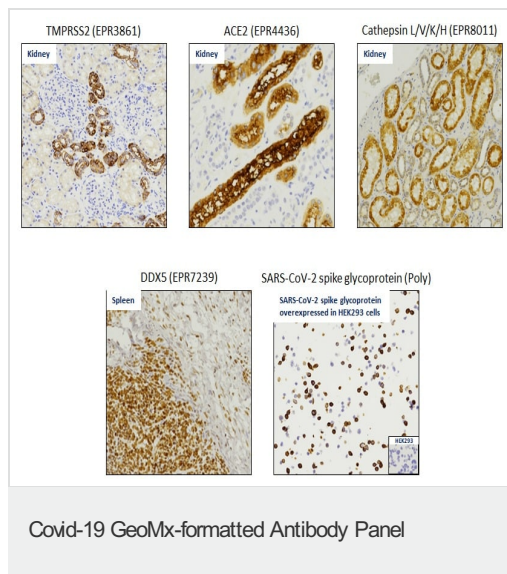 TMPRSS2 (EPR3861)
Kidney
ACE2 (EPR4436)
Kidney
Cathepsin L/V/K/H (EPR8011)
Kidney
DDX5 (EPR7239)
Spleen
SARS-CoV-2 spike glycoprotein (Poly)
SARS-CoV-2 spike glycoprotein
overexpressed in HEK293 cells
HEK293
Covid-19 GeoMx-formatted Antibody Panel